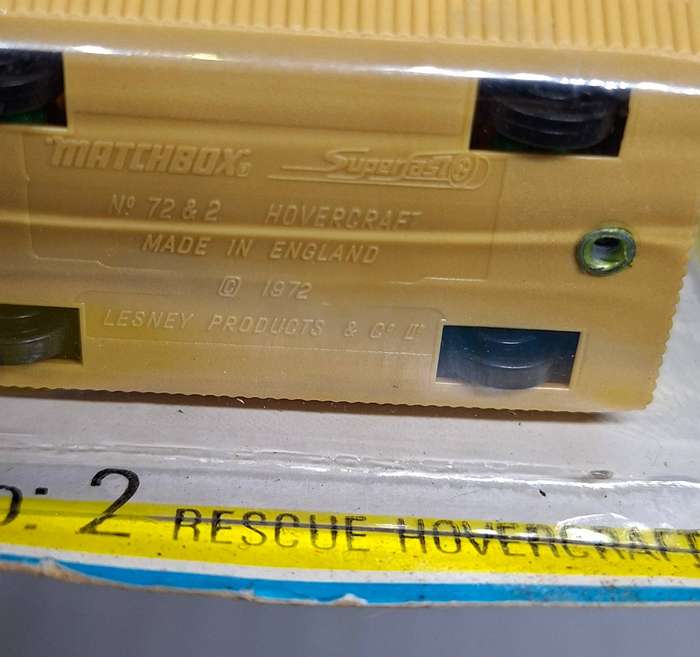 "MATCHBOX" Superfast
Nº 72 & 2 HOVERCRAFT
MADE IN ENGLAND
© 1972
LESNEY PRODUCTS & Cº
: 2 RESCUE HOVERCRAFT